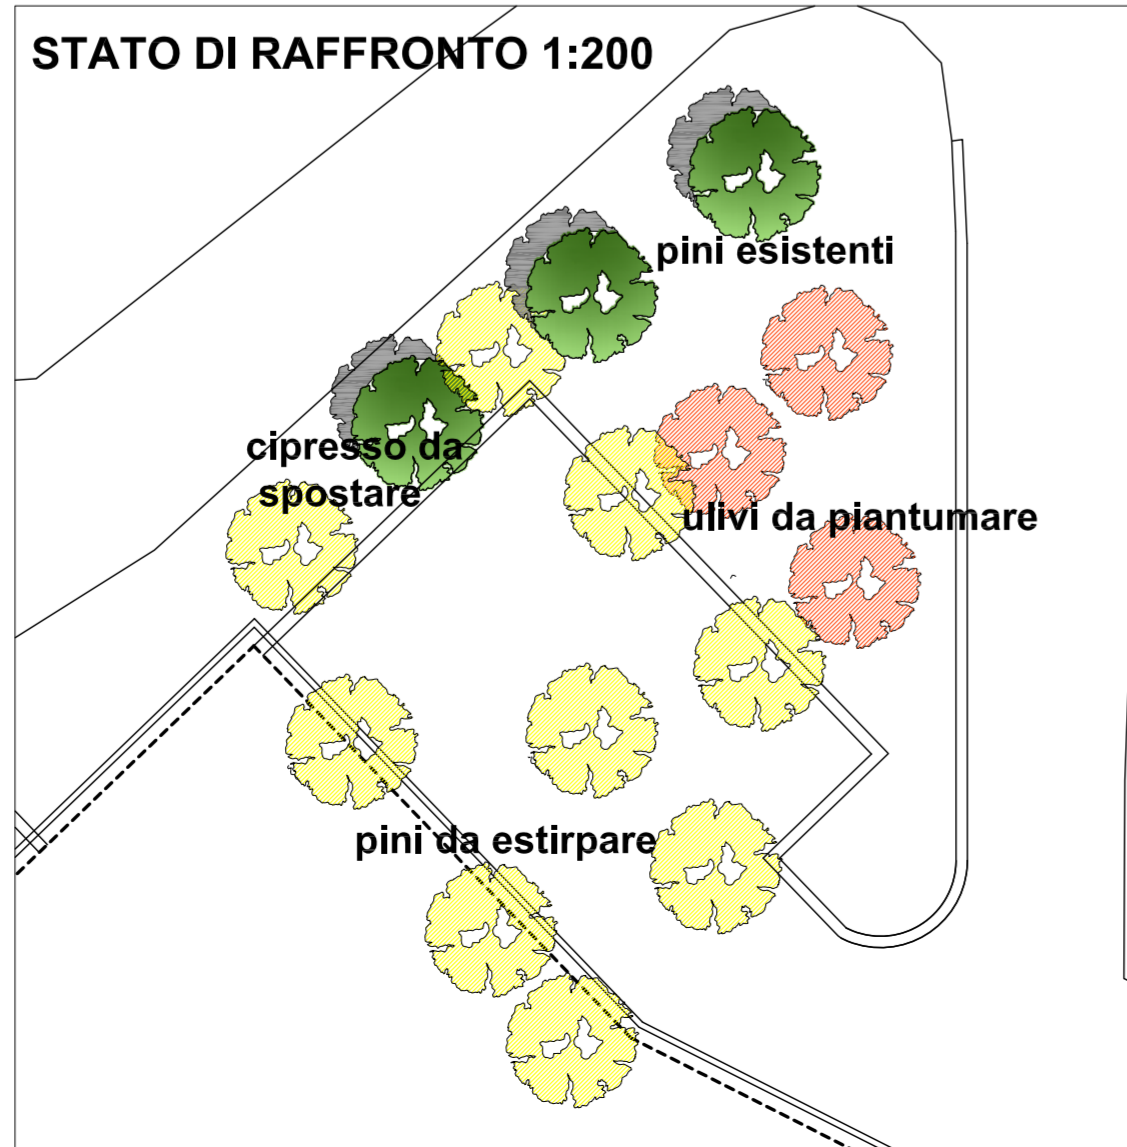 STATO DI RAFFRONTO 1:200
pini esistenti
cipresso da
spostare
ulivi da piantumare
pini da estirpare